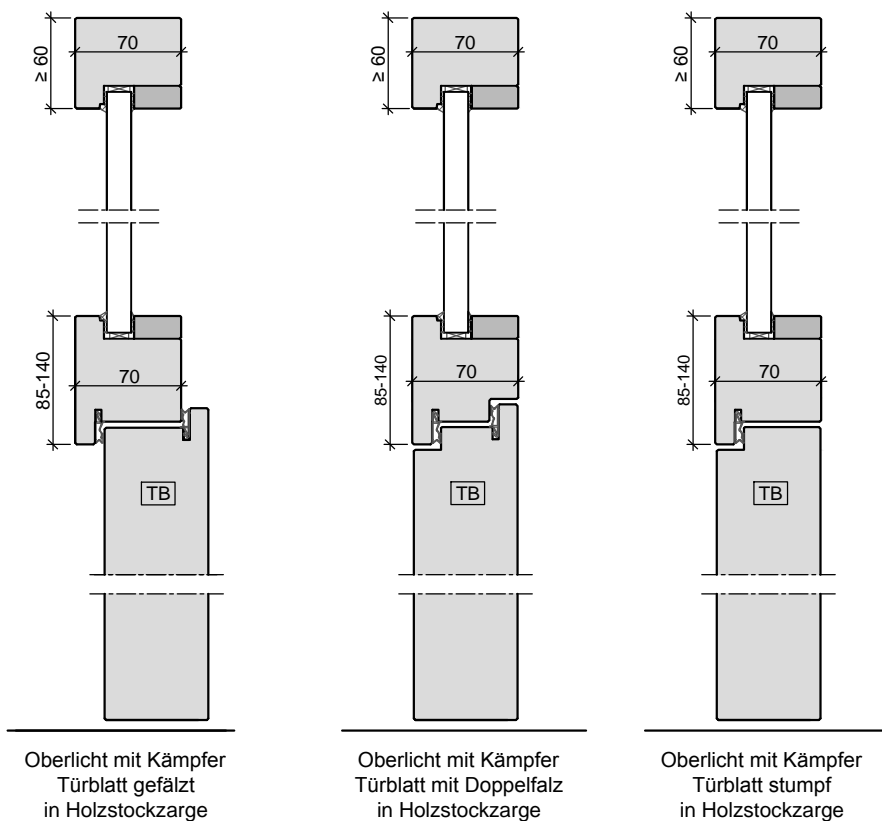 ≥ 60
70
≥ 60
70
≥ 60
70
85-140
70
85-140
70
85-140
70
TB
TB
TB
Oberlicht mit Kämpfer
Türblatt gefälzt
in Holzstockzarge
Oberlicht mit Kämpfer
Türblatt mit Doppelfalz
in Holzstockzarge
Oberlicht mit Kämpfer
Türblatt stumpf
in Holzstockzarge